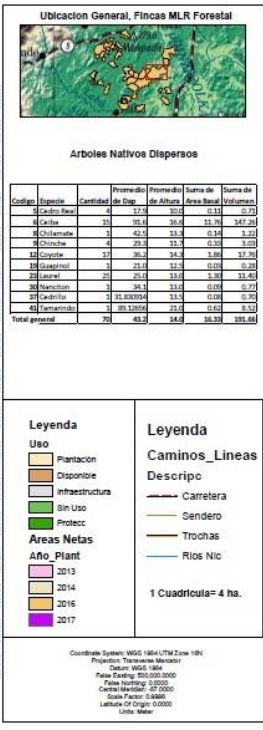 Ubicacion General, Fincas MLR Forestal
5
Arboles Nativos Dispersos
Codigo Especie Cantidad Promedio de Dap Promedio de Altura Suma de Area Basal Suma de Volumen
5 Cedro Real 4 17.9 10.0 0.11 0.71
6 Ceiba 15 91.6 16.6 11.76 147.26
8 Chilamate 1 42.5 13.3 0.14 1.22
9 Chinche 4 29.3 11.7 0.33 3.03
12 Coyote 17 36.2 14.3 1.86 17.76
19 Guapinol 1 21.0 12.5 0.03 0.28
23 Laurel 25 25.0 13.0 1.30 11.40
30 Nanciton 1 34.1 13.0 0.09 0.77
37 Cedrillo 1 31.830914 13.5 0.08 0.70
41 Tamarindo 1 89.12656 21.0 0.62 8.52
Total general 70 43.2 14.0 16.33 191.66
Leyenda
Uso
Plantación
Disponible
Infraestructura
Sin Uso
Protecc
Areas Netas
Año_Plant
2013
2014
2016
2017
Leyenda
Caminos_Lineas
Descripc
Carretera
Sendero
Trochas
Rios Nic
1 Cuadricula= 4 ha.
Coordinate System: WGS 1984 UTM Zone 16N
Projection: Transverse Mercator
Datum: WGS 1984
False Easting: 500,000.0000
False Northing: 0.0000
Central Meridian: -87.0000
Scale Factor: 0.9996
Latitude Of Origin: 0.0000
Units: Meter